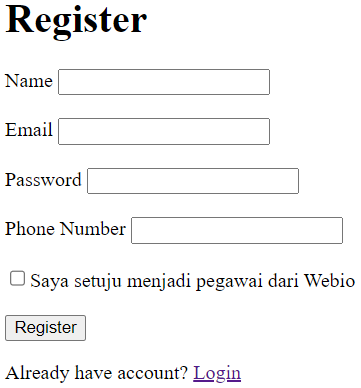 Register
Name
Email
Password
Phone Number
Saya setuju menjadi pegawai dari Webio
Register
Already have account? Login